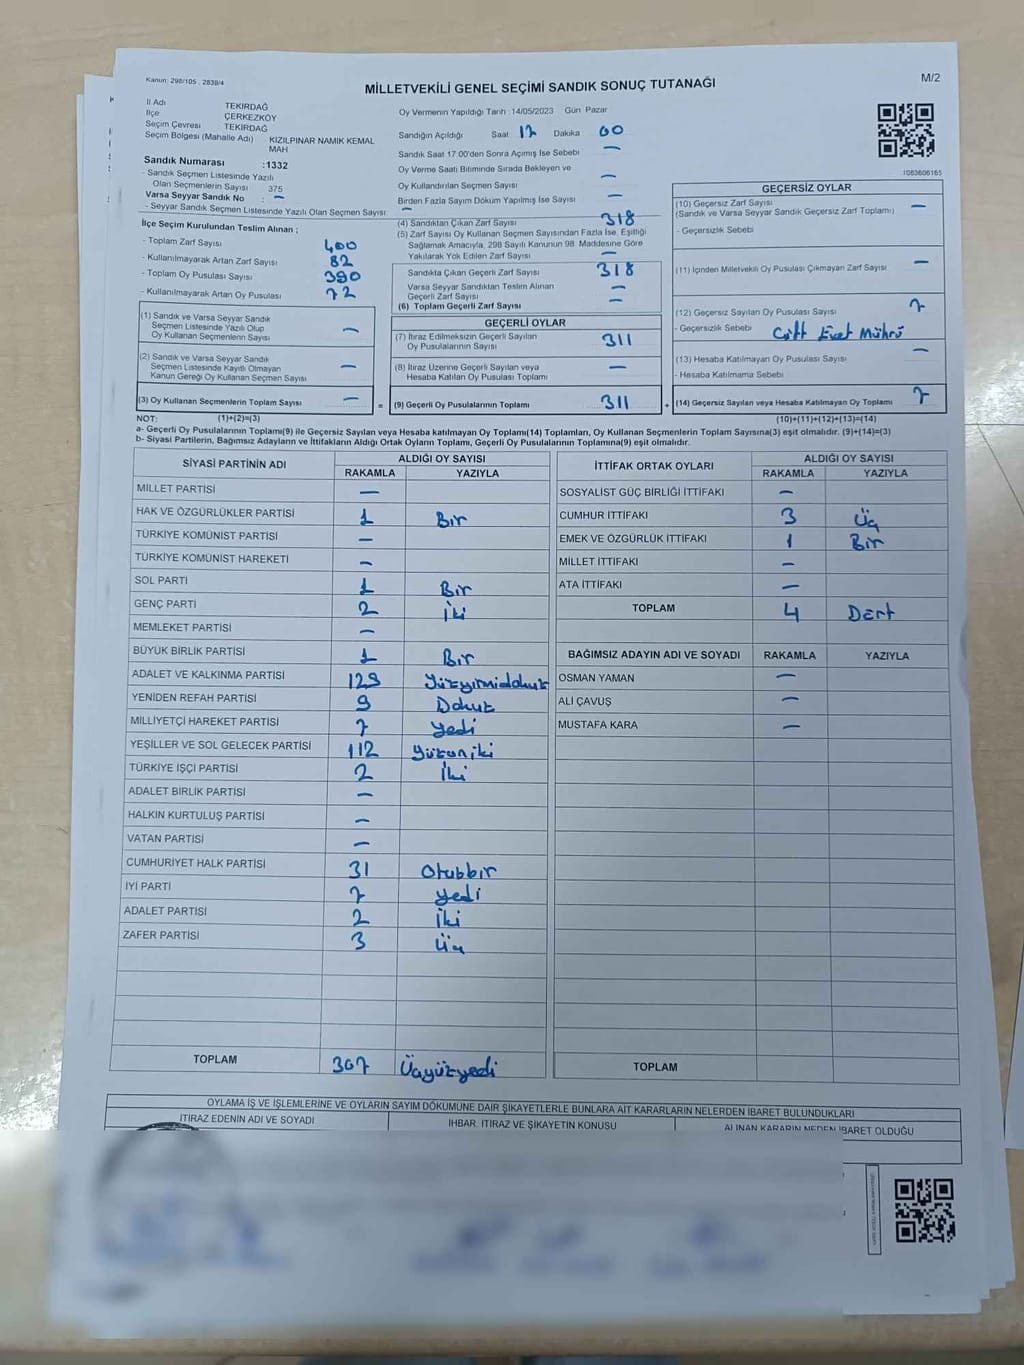 Kanun: 298/105 , 2839/4
MİLLETVEKİLİ GENEL SEÇİMİ SANDIK SONUÇ TUTANAĞI
M/2
İl Adı TEKİRDAĞ
İlçe ÇERKEZKÖY
Seçim Çevresi TEKİRDAĞ
Seçim Bölgesi (Mahalle Adı) KIZILPINAR NAMIK KEMAL MAH
Sandık Numarası :1332
- Sandık Seçmen Listesinde Yazılı
Olan Seçmenlerin Sayısı 375
Varsa Seyyar Sandık No : —
- Seyyar Sandık Seçmen Listesinde Yazılı Olan Seçmen Sayısı: —
İlçe Seçim Kurulundan Teslim Alınan ;
- Toplam Zarf Sayısı 400
- Kullanılmayarak Artan Zarf Sayısı 82
- Toplam Oy Pusulası Sayısı 390
- Kullanılmayarak Artan Oy Pusulası 72
(1) Sandık ve Varsa Seyyar Sandık
Seçmen Listesinde Yazılı Olup
Oy Kullanan Seçmenlerin Sayısı —
(2) Sandık ve Varsa Seyyar Sandık
Seçmen Listesinde Kayıtlı Olmayan
Kanun Gereği Oy Kullanan Seçmen Sayısı —
(3) Oy Kullanan Seçmenlerin Toplam Sayısı —
Oy Vermenin Yapıldığı Tarih :14/05/2023 Gün Pazar
Sandığın Açıldığı Saat 17 Dakika 00
Sandık Saat 17:00'den Sonra Açımış İse Sebebi —
Oy Verme Saati Bitiminde Sırada Bekleyen ve
Oy Kullandırılan Seçmen Sayısı —
Birden Fazla Sayım Döküm Yapılmış İse Sayısı —
(4) Sandıktan Çıkan Zarf Sayısı 318
(5) Zarf Sayısı Oy Kullanan Seçmen Sayısından Fazla İse, Eşitliği
Sağlamak Amacıyla, 298 Sayılı Kanunun 98. Maddesine Göre
Yakılarak Yok Edilen Zarf Sayısı —
Sandıkta Çıkan Geçerli Zarf Sayısı 318
Varsa Seyyar Sandıktan Teslim Alınan
Geçerli Zarf Sayısı —
(6) Toplam Geçerli Zarf Sayısı —
GEÇERLİ OYLAR
(7) İtiraz Edilmeksizin Geçerli Sayılan
Oy Pusulalarının Sayısı 311
(8) İtiraz Üzerine Geçerli Sayılan veya
Hesaba Katılan Oy Pusulası Toplamı —
= (9) Geçerli Oy Pusulalarının Toplamı 311
1083606165
GEÇERSİZ OYLAR
(10) Geçersiz Zarf Sayısı —
(Sandık ve Varsa Seyyar Sandık Geçersiz Zarf Toplamı)
- Geçersizlik Sebebi
(11) İçinden Milletvekili Oy Pusulası Çıkmayan Zarf Sayısı —
(12) Geçersiz Sayılan Oy Pusulası Sayısı 7
- Geçersizlik Sebebi Çift Evet Mührü
(13) Hesaba Katılmayan Oy Pusulası Sayısı —
- Hesaba Katılmama Sebebi
+ (14) Geçersiz Sayılan veya Hesaba Katılmayan Oy Toplamı 7
NOT: (1)+(2)=(3) (10)+(11)+(12)+(13)=(14)
a- Geçerli Oy Pusulalarının Toplamı(9) ile Geçersiz Sayılan veya Hesaba Katılmayan Oy Toplamı(14) Toplamları, Oy Kullanan Seçmenlerin Toplam Sayısına(3) eşit olmalıdır. (9)+(14)=(3)
b- Siyasi Partilerin, Bağımsız Adayların ve İttifakların Aldığı Ortak Oyların Toplamı, Geçerli Oy Pusulalarının Toplamına(9) eşit olmalıdır.
SİYASİ PARTİNİN ADI ALDIĞI OY SAYISI
RAKAMLA YAZIYLA
MİLLET PARTİSİ —
HAK VE ÖZGÜRLÜKLER PARTİSİ 1 Bir
TÜRKİYE KOMÜNİST PARTİSİ —
TÜRKİYE KOMÜNİST HAREKETİ —
SOL PARTİ 1 Bir
GENÇ PARTİ 2 İki
MEMLEKET PARTİSİ —
BÜYÜK BİRLİK PARTİSİ 1 Bir
ADALET VE KALKINMA PARTİSİ 129 Yüzyirmidokuz
YENİDEN REFAH PARTİSİ 9 Dokuz
MİLLİYETÇİ HAREKET PARTİSİ 7 Yedi
YEŞİLLER VE SOL GELECEK PARTİSİ 112 Yüzoniki
TÜRKİYE İŞÇİ PARTİSİ 2 İki
ADALET BİRLİK PARTİSİ —
HALKIN KURTULUŞ PARTİSİ —
VATAN PARTİSİ —
CUMHURİYET HALK PARTİSİ 31 Otuzbir
İYİ PARTİ 7 Yedi
ADALET PARTİSİ 2 İki
ZAFER PARTİSİ 3 Üç
TOPLAM 307 Üçyüzyedi
İTTİFAK ORTAK OYLARI ALDIĞI OY SAYISI
RAKAMLA YAZIYLA
SOSYALİST GÜÇ BİRLİĞİ İTTİFAKI —
CUMHUR İTTİFAKI 3 Üç
EMEK VE ÖZGÜRLÜK İTTİFAKI 1 Bir
MİLLET İTTİFAKI —
ATA İTTİFAKI —
TOPLAM 4 Dört
BAĞIMSIZ ADAYIN ADI VE SOYADI RAKAMLA YAZIYLA
OSMAN YAMAN —
ALİ ÇAVUŞ —
MUSTAFA KARA —
TOPLAM
OYLAMA İŞ VE İŞLEMLERİNE VE OYLARIN SAYIM DÖKÜMÜNE DAİR ŞİKAYETLERLE BUNLARA AİT KARARLARIN NELERDEN İBARET BULUNDUKLARI
İTİRAZ EDENİN ADI VE SOYADI İHBAR, İTİRAZ VE ŞİKAYETİN KONUSU ALINAN KARARIN NEDEN İBARET OLDUĞU